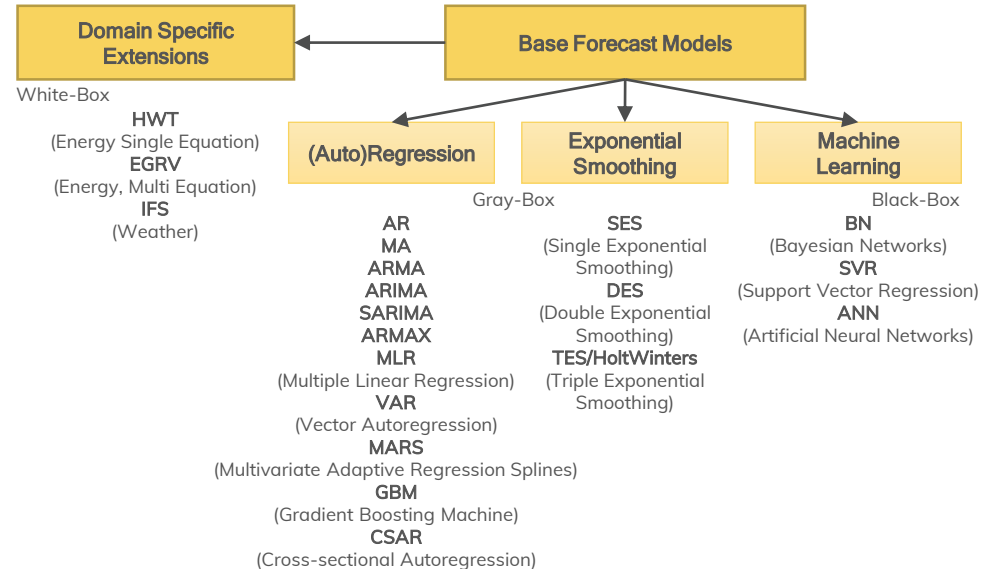 Domain Specific
Extensions
Base Forecast Models
White-Box
HWT
(Energy Single Equation)
EGRV
(Energy, Multi Equation)
IFS
(Weather)
(Auto)Regression
Exponential
Smoothing
Machine
Learning
Gray-Box
Black-Box
AR
MA
ARMA
ARIMA
SARIMA
ARMAX
MLR
(Multiple Linear Regression)
VAR
(Vector Autoregression)
MARS
(Multivariate Adaptive Regression Splines)
GBM
(Gradient Boosting Machine)
CSAR
(Cross-sectional Autoregression)
SES
(Single Exponential
Smoothing)
DES
(Double Exponential
Smoothing)
TES/HoltWinters
(Triple Exponential
Smoothing)
BN
(Bayesian Networks)
SVR
(Support Vector Regression)
ANN
(Artificial Neural Networks)